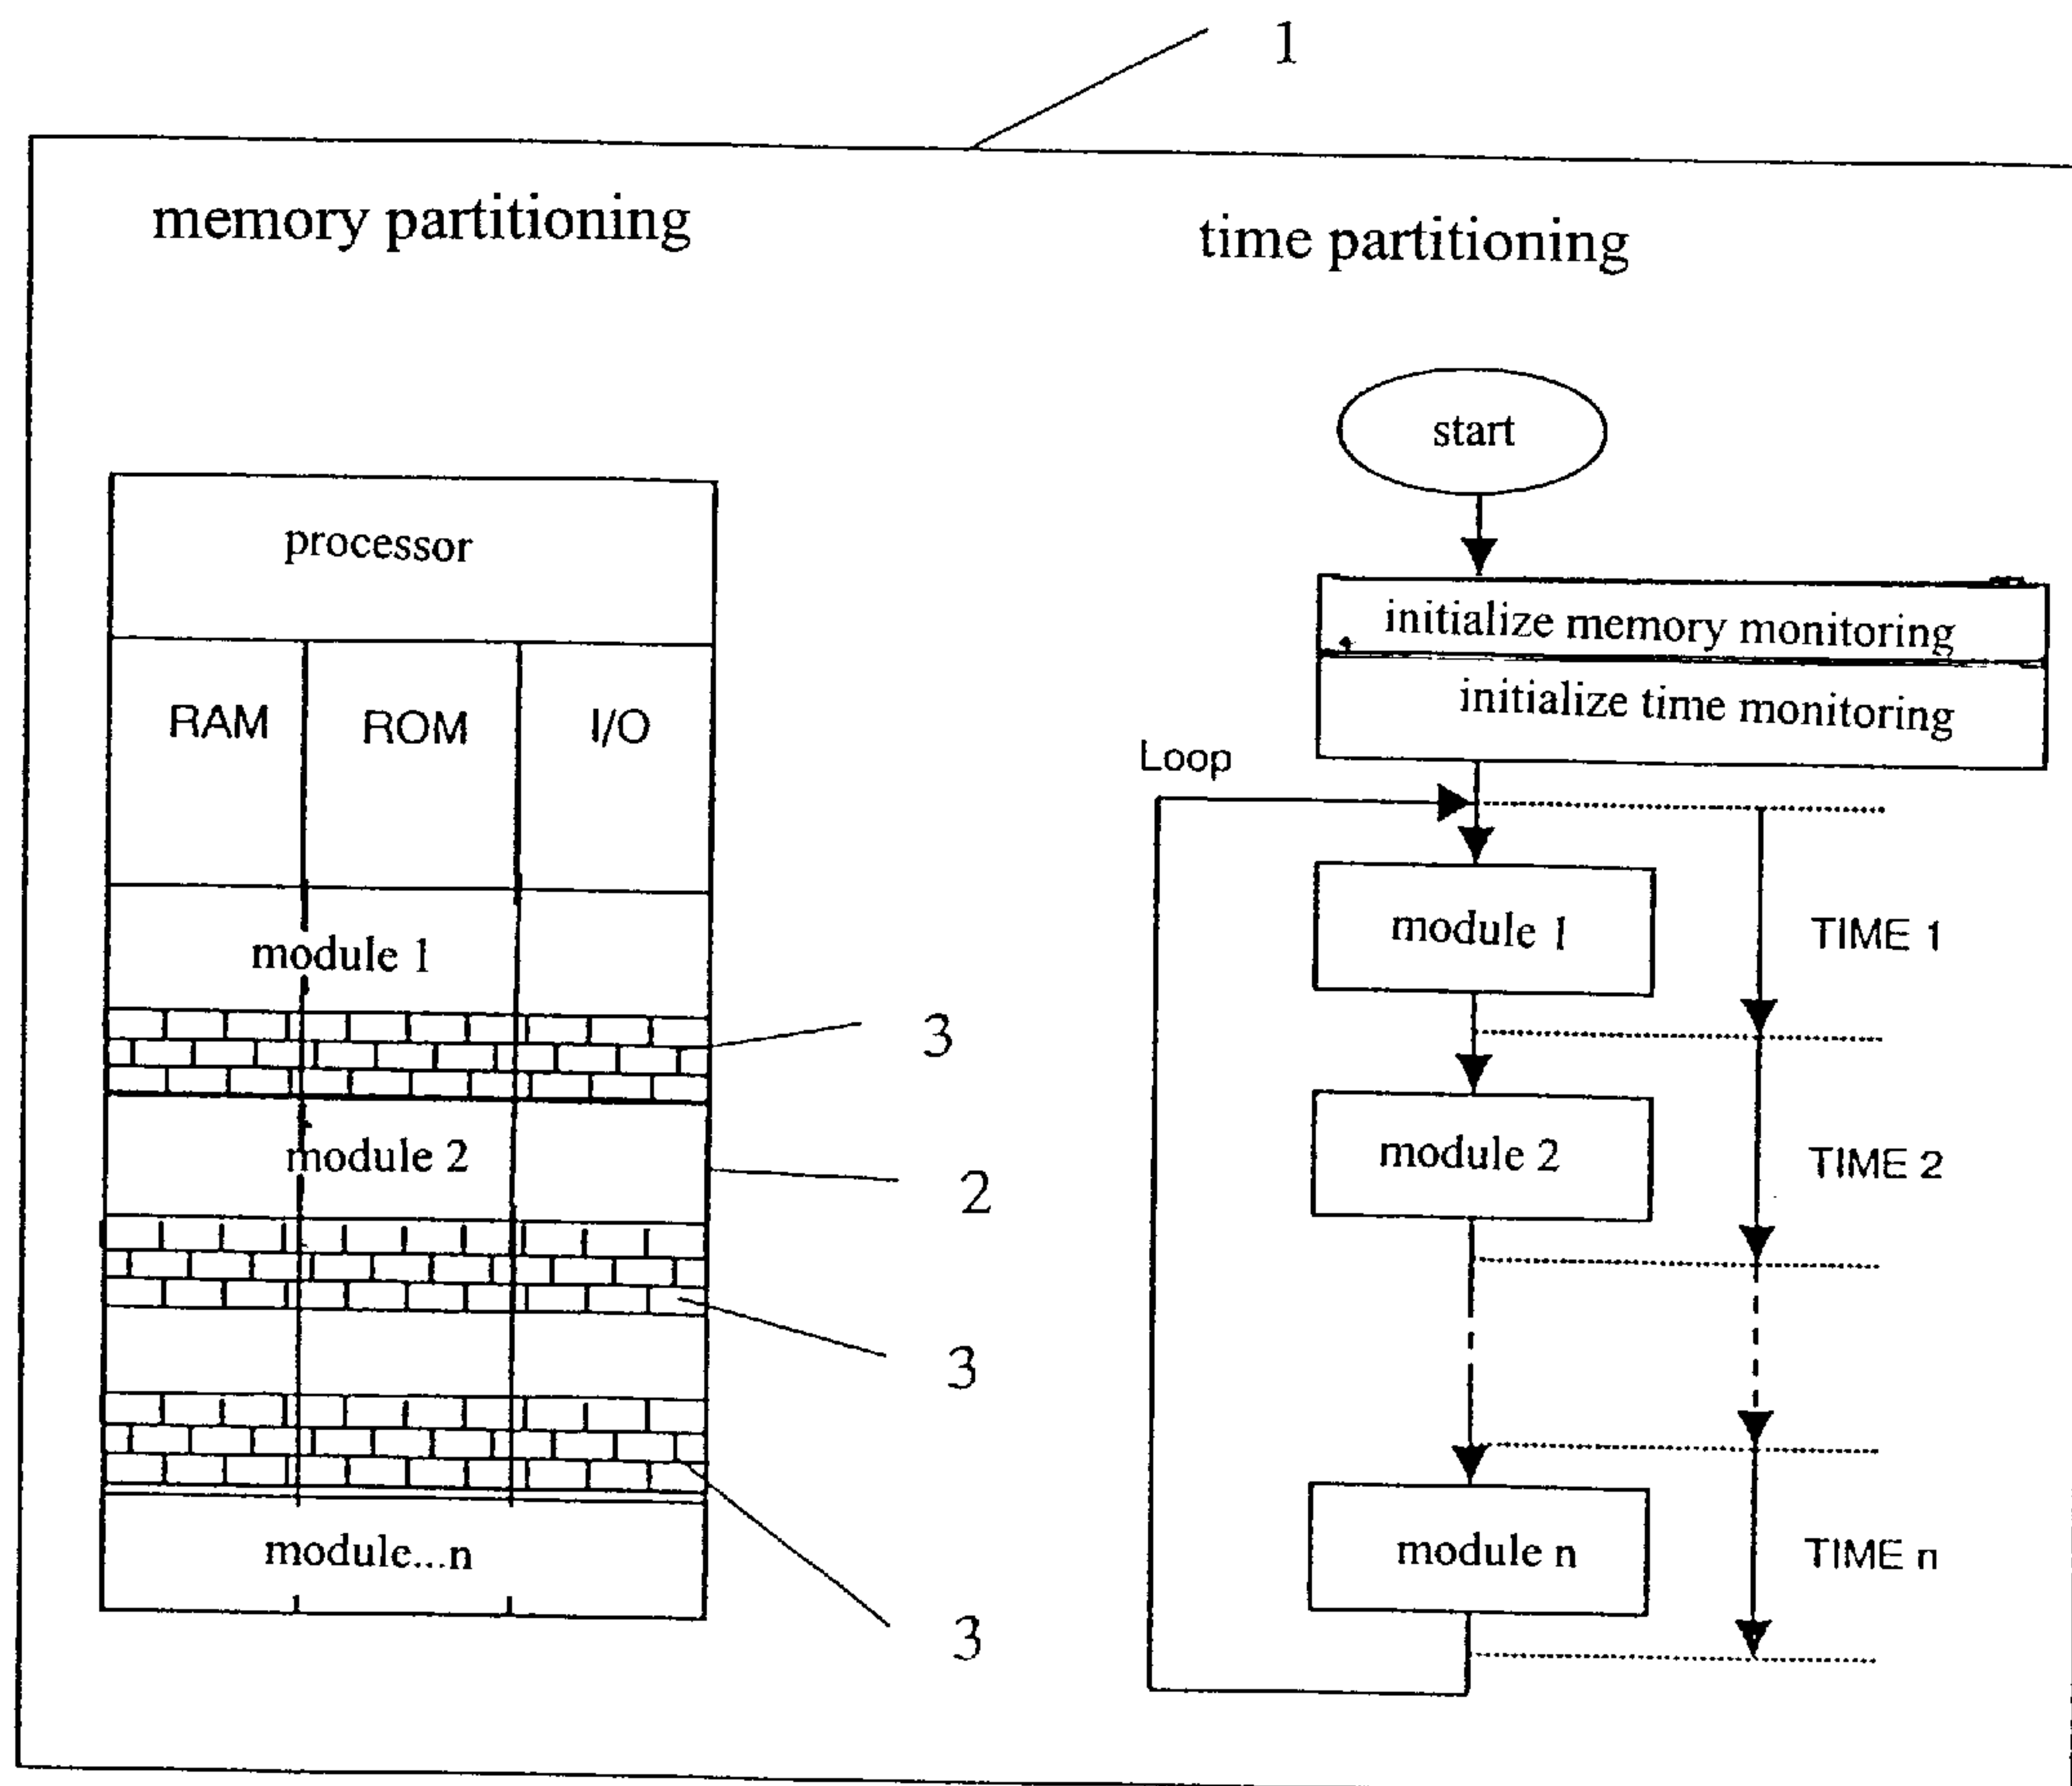 1
memory partitioning
time partitioning
processor
RAM
ROM
I/O
module 1
3
module 2
2
3
module...n
3
start
initialize memory monitoring
initialize time monitoring
Loop
module 1
TIME 1
module 2
TIME 2
module n
TIME n